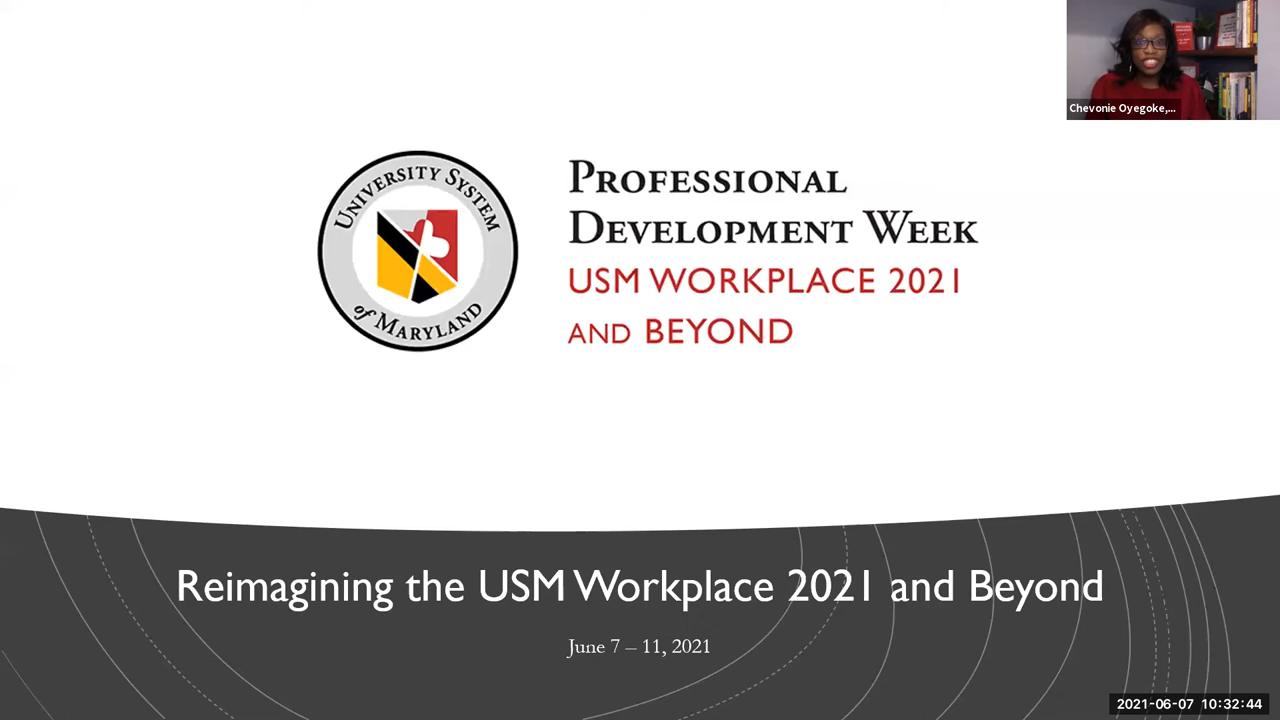 Chevonie Oyegoke,...
UNIVERSITY SYSTEM
of MARYLAND
PROFESSIONAL
DEVELOPMENT WEEK
USM WORKPLACE 2021
AND BEYOND
Reimagining the USM Workplace 2021 and Beyond
June 7 – 11, 2021
2021-06-07 10:32:44